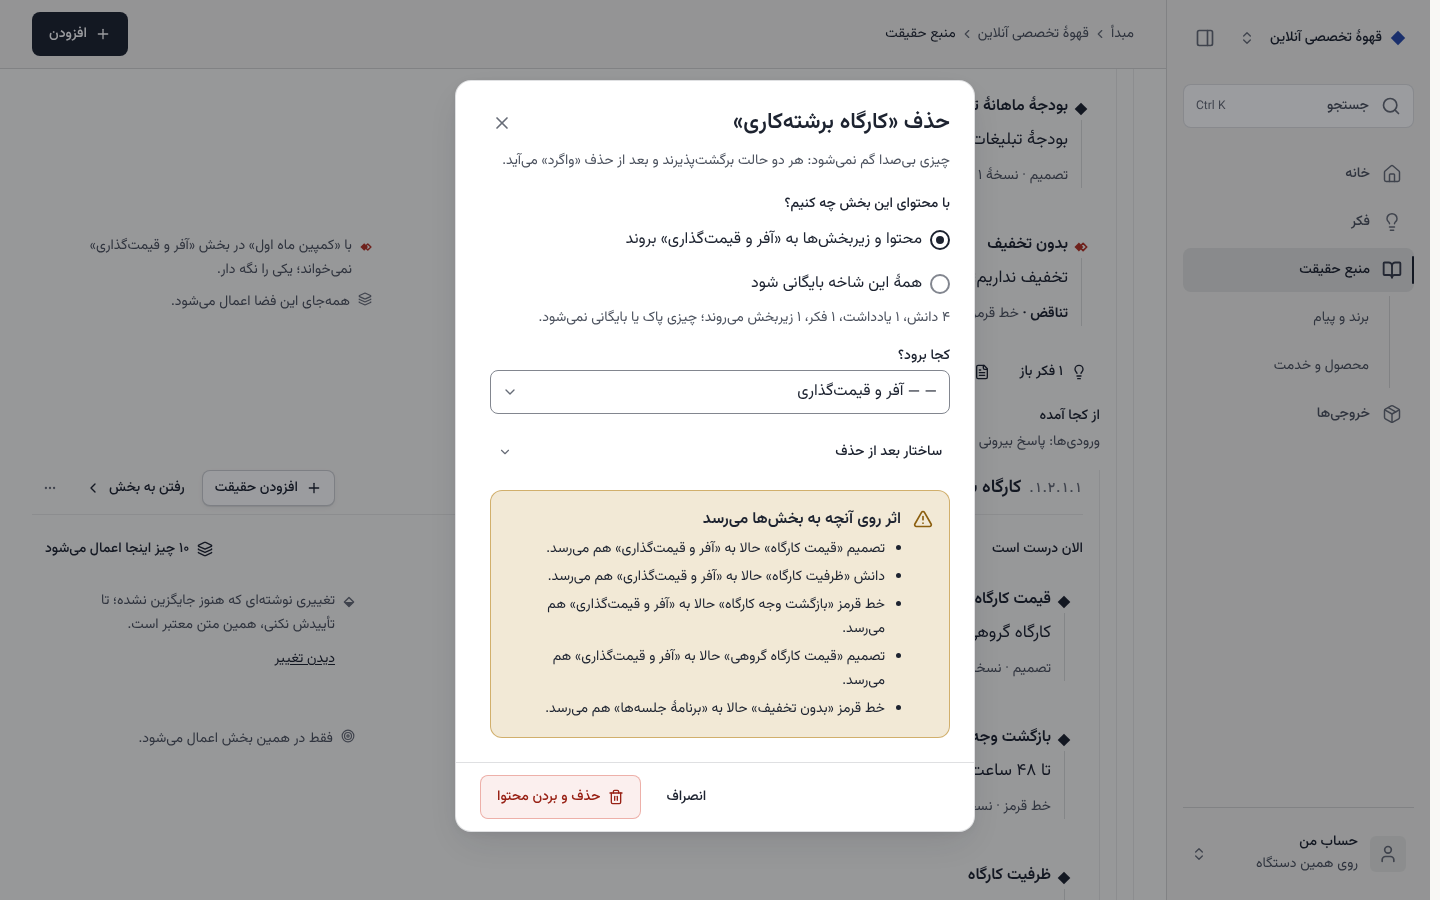 قهوهٔ تخصصی آنلاین
جستجو
Ctrl K
خانه
فکر
منبع حقیقت
برند و پیام
محصول و خدمت
خروجی‌ها
حساب من
روی همین دستگاه
مبدأ
قهوهٔ تخصصی آنلاین
منبع حقیقت
افزودن
بودجهٔ ماهانهٔ
بودجهٔ تبلیغات
تصمیم · نسخهٔ ۱
بدون تخفیف
تخفیف نداریم
تناقض · خط قرمز
با «کمپین ماه اول» در بخش «آفر و قیمت‌گذاری»
نمی‌خواند؛ یکی را نگه دار.
همه‌جای این فضا اعمال می‌شود.
۱ فکر باز
از کجا آمده
ورودی‌ها: پاسخ بیرونی
۱.۲.۱.۱. کارگاه
افزودن حقیقت
رفتن به بخش
الان درست است
۱۰ چیز اینجا اعمال می‌شود
قیمت کارگاه
کارگاه گروهی
تصمیم ·
تغییری نوشته‌ای که هنوز جایگزین نشده؛ تا
تأییدش نکنی، همین متن معتبر است.
دیدن تغییر
بازگشت وجه
تا ۴۸ ساعت
خط قرمز ·
فقط در همین بخش اعمال می‌شود.
ظرفیت کارگاه
حذف «کارگاه برشته‌کاری»
چیزی بی‌صدا گم نمی‌شود: هر دو حالت برگشت‌پذیرند و بعد از حذف «واگرد» می‌آید.
با محتوای این بخش چه کنیم؟
محتوا و زیربخش‌ها به «آفر و قیمت‌گذاری» بروند
همهٔ این شاخه بایگانی شود
۴ دانش، ۱ یادداشت، ۱ فکر، ۱ زیربخش می‌روند؛ چیزی پاک یا بایگانی نمی‌شود.
کجا برود؟
— — آفر و قیمت‌گذاری
ساختار بعد از حذف
اثر روی آنچه به بخش‌ها می‌رسد
• تصمیم «قیمت کارگاه» حالا به «آفر و قیمت‌گذاری» هم می‌رسد.
• دانش «ظرفیت کارگاه» حالا به «آفر و قیمت‌گذاری» هم می‌رسد.
• خط قرمز «بازگشت وجه کارگاه» حالا به «آفر و قیمت‌گذاری» هم
می‌رسد.
• تصمیم «قیمت کارگاه گروهی» حالا به «آفر و قیمت‌گذاری» هم
می‌رسد.
• خط قرمز «بدون تخفیف» حالا به «برنامهٔ جلسه‌ها» هم می‌رسد.
انصراف
حذف و بردن محتوا